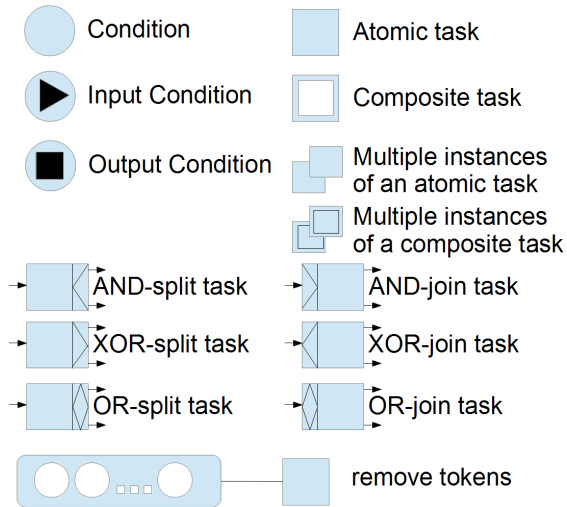 Condition
Atomic task
Input Condition
Composite task
Output Condition
Multiple instances
of an atomic task
Multiple instances
of a composite task
AND-split task
AND-join task
XOR-split task
XOR-join task
OR-split task
OR-join task
remove tokens